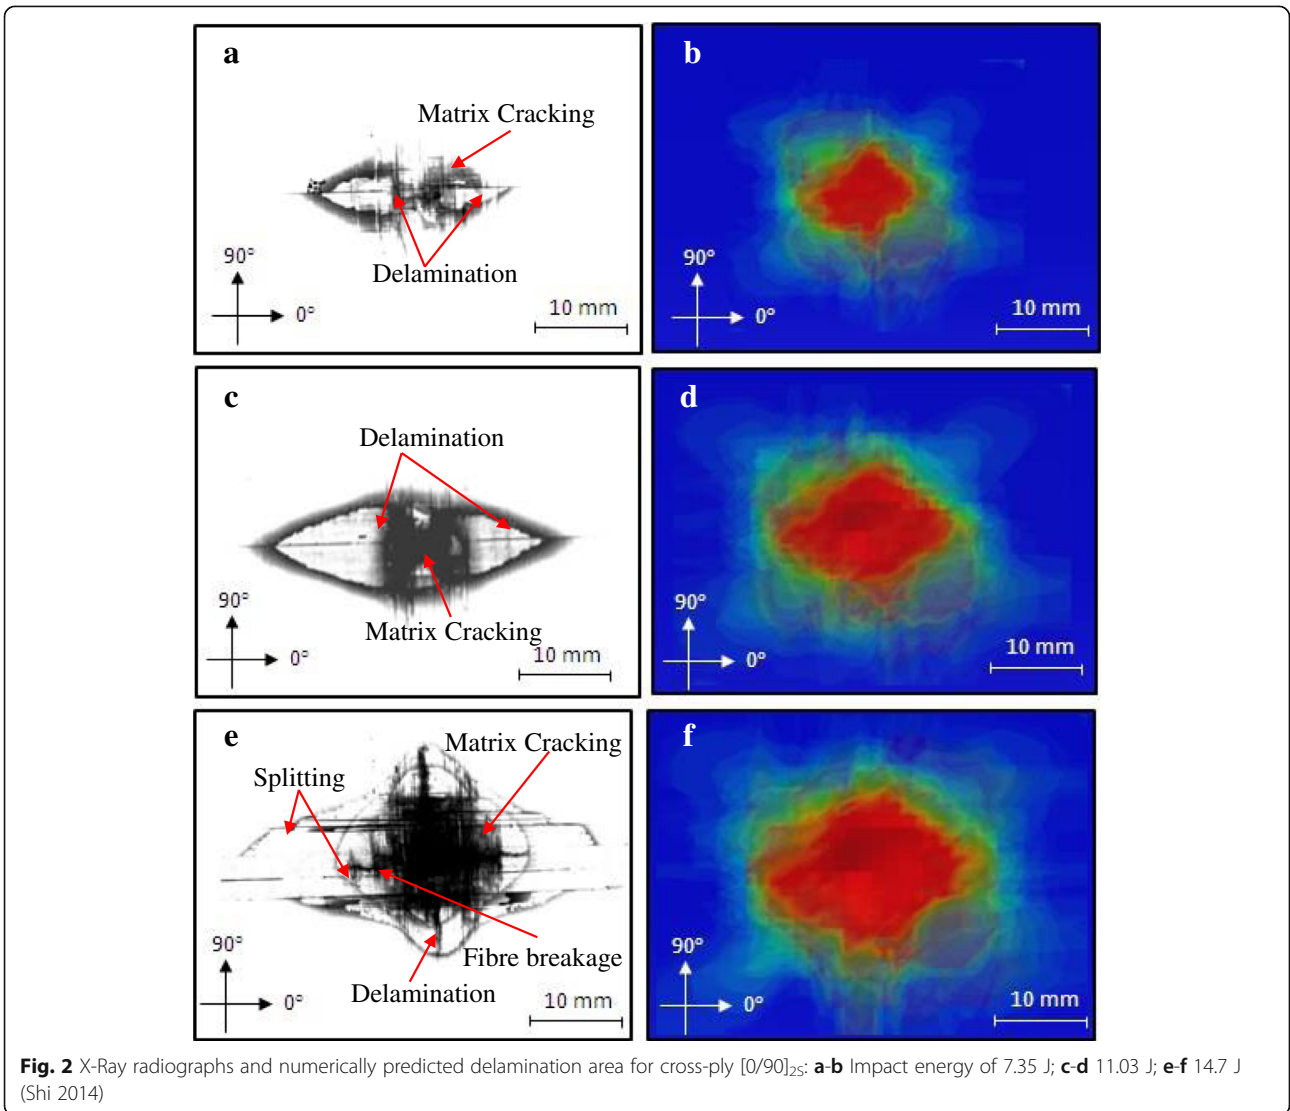 a
Matrix Cracking
Delamination
90°
0°
10 mm
b
90°
0°
10 mm
c
Delamination
Matrix Cracking
90°
0°
10 mm
d
90°
0°
10 mm
e
Matrix Cracking
Splitting
Fibre breakage
Delamination
90°
0°
10 mm
f
90°
0°
10 mm
Fig. 2 X-Ray radiographs and numerically predicted delamination area for cross-ply [0/90]2S: a-b Impact energy of 7.35 J; c-d 11.03 J; e-f 14.7 J
(Shi 2014)